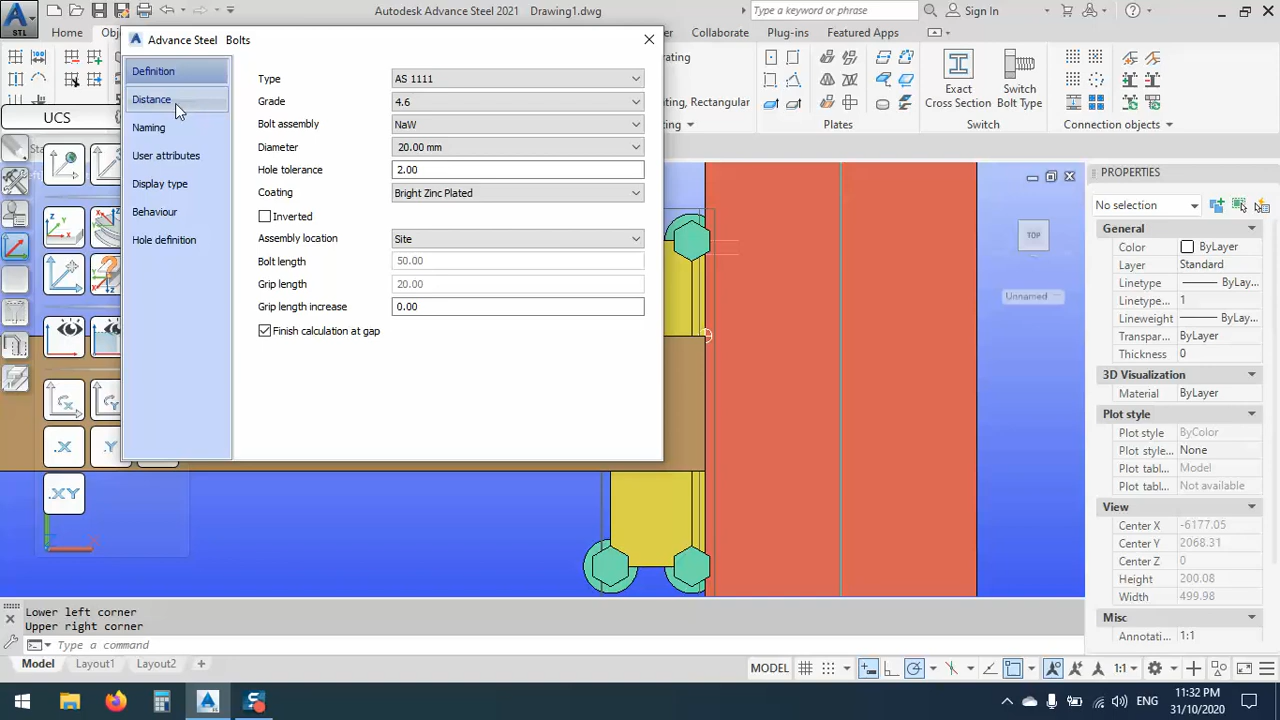 STL
Autodesk Advance Steel 2021 Drawing1.dwg
Type a keyword or phrase
Sign In
Home
Obj
Collaborate
Plug-ins
Featured Apps
Advance Steel Bolts
Definition
Distance
Naming
User attributes
Display type
Behaviour
Hole definition
Type AS 1111
Grade 4.6
Bolt assembly NaW
Diameter 20.00 mm
Hole tolerance 2.00
Coating Bright Zinc Plated
Inverted
Assembly location Site
Bolt length 50.00
Grip length 20.00
Grip length increase 0.00
Finish calculation at gap
rating
ating, Rectangular
Plates
Exact
Cross Section
Switch
Bolt Type
Switch
Connection objects
UCS
.X
.Y
.XY
TOP
Unnamed
PROPERTIES
No selection
General
Color ByLayer
Layer Standard
Linetype ByLay...
Linetype... 1
Lineweight ByLay...
Transpar... ByLayer
Thickness 0
3D Visualization
Material ByLayer
Plot style
Plot style ByColor
Plot style... None
Plot tabl... Model
Plot tabl... Not available
View
Center X -6177.05
Center Y 2068.31
Center Z 0
Height 200.08
Width 499.98
Misc
Annotati... 1:1
Lower left corner
Upper right corner
Type a command
Model Layout1 Layout2 +
MODEL
1:1
ENG
11:32 PM
31/10/2020